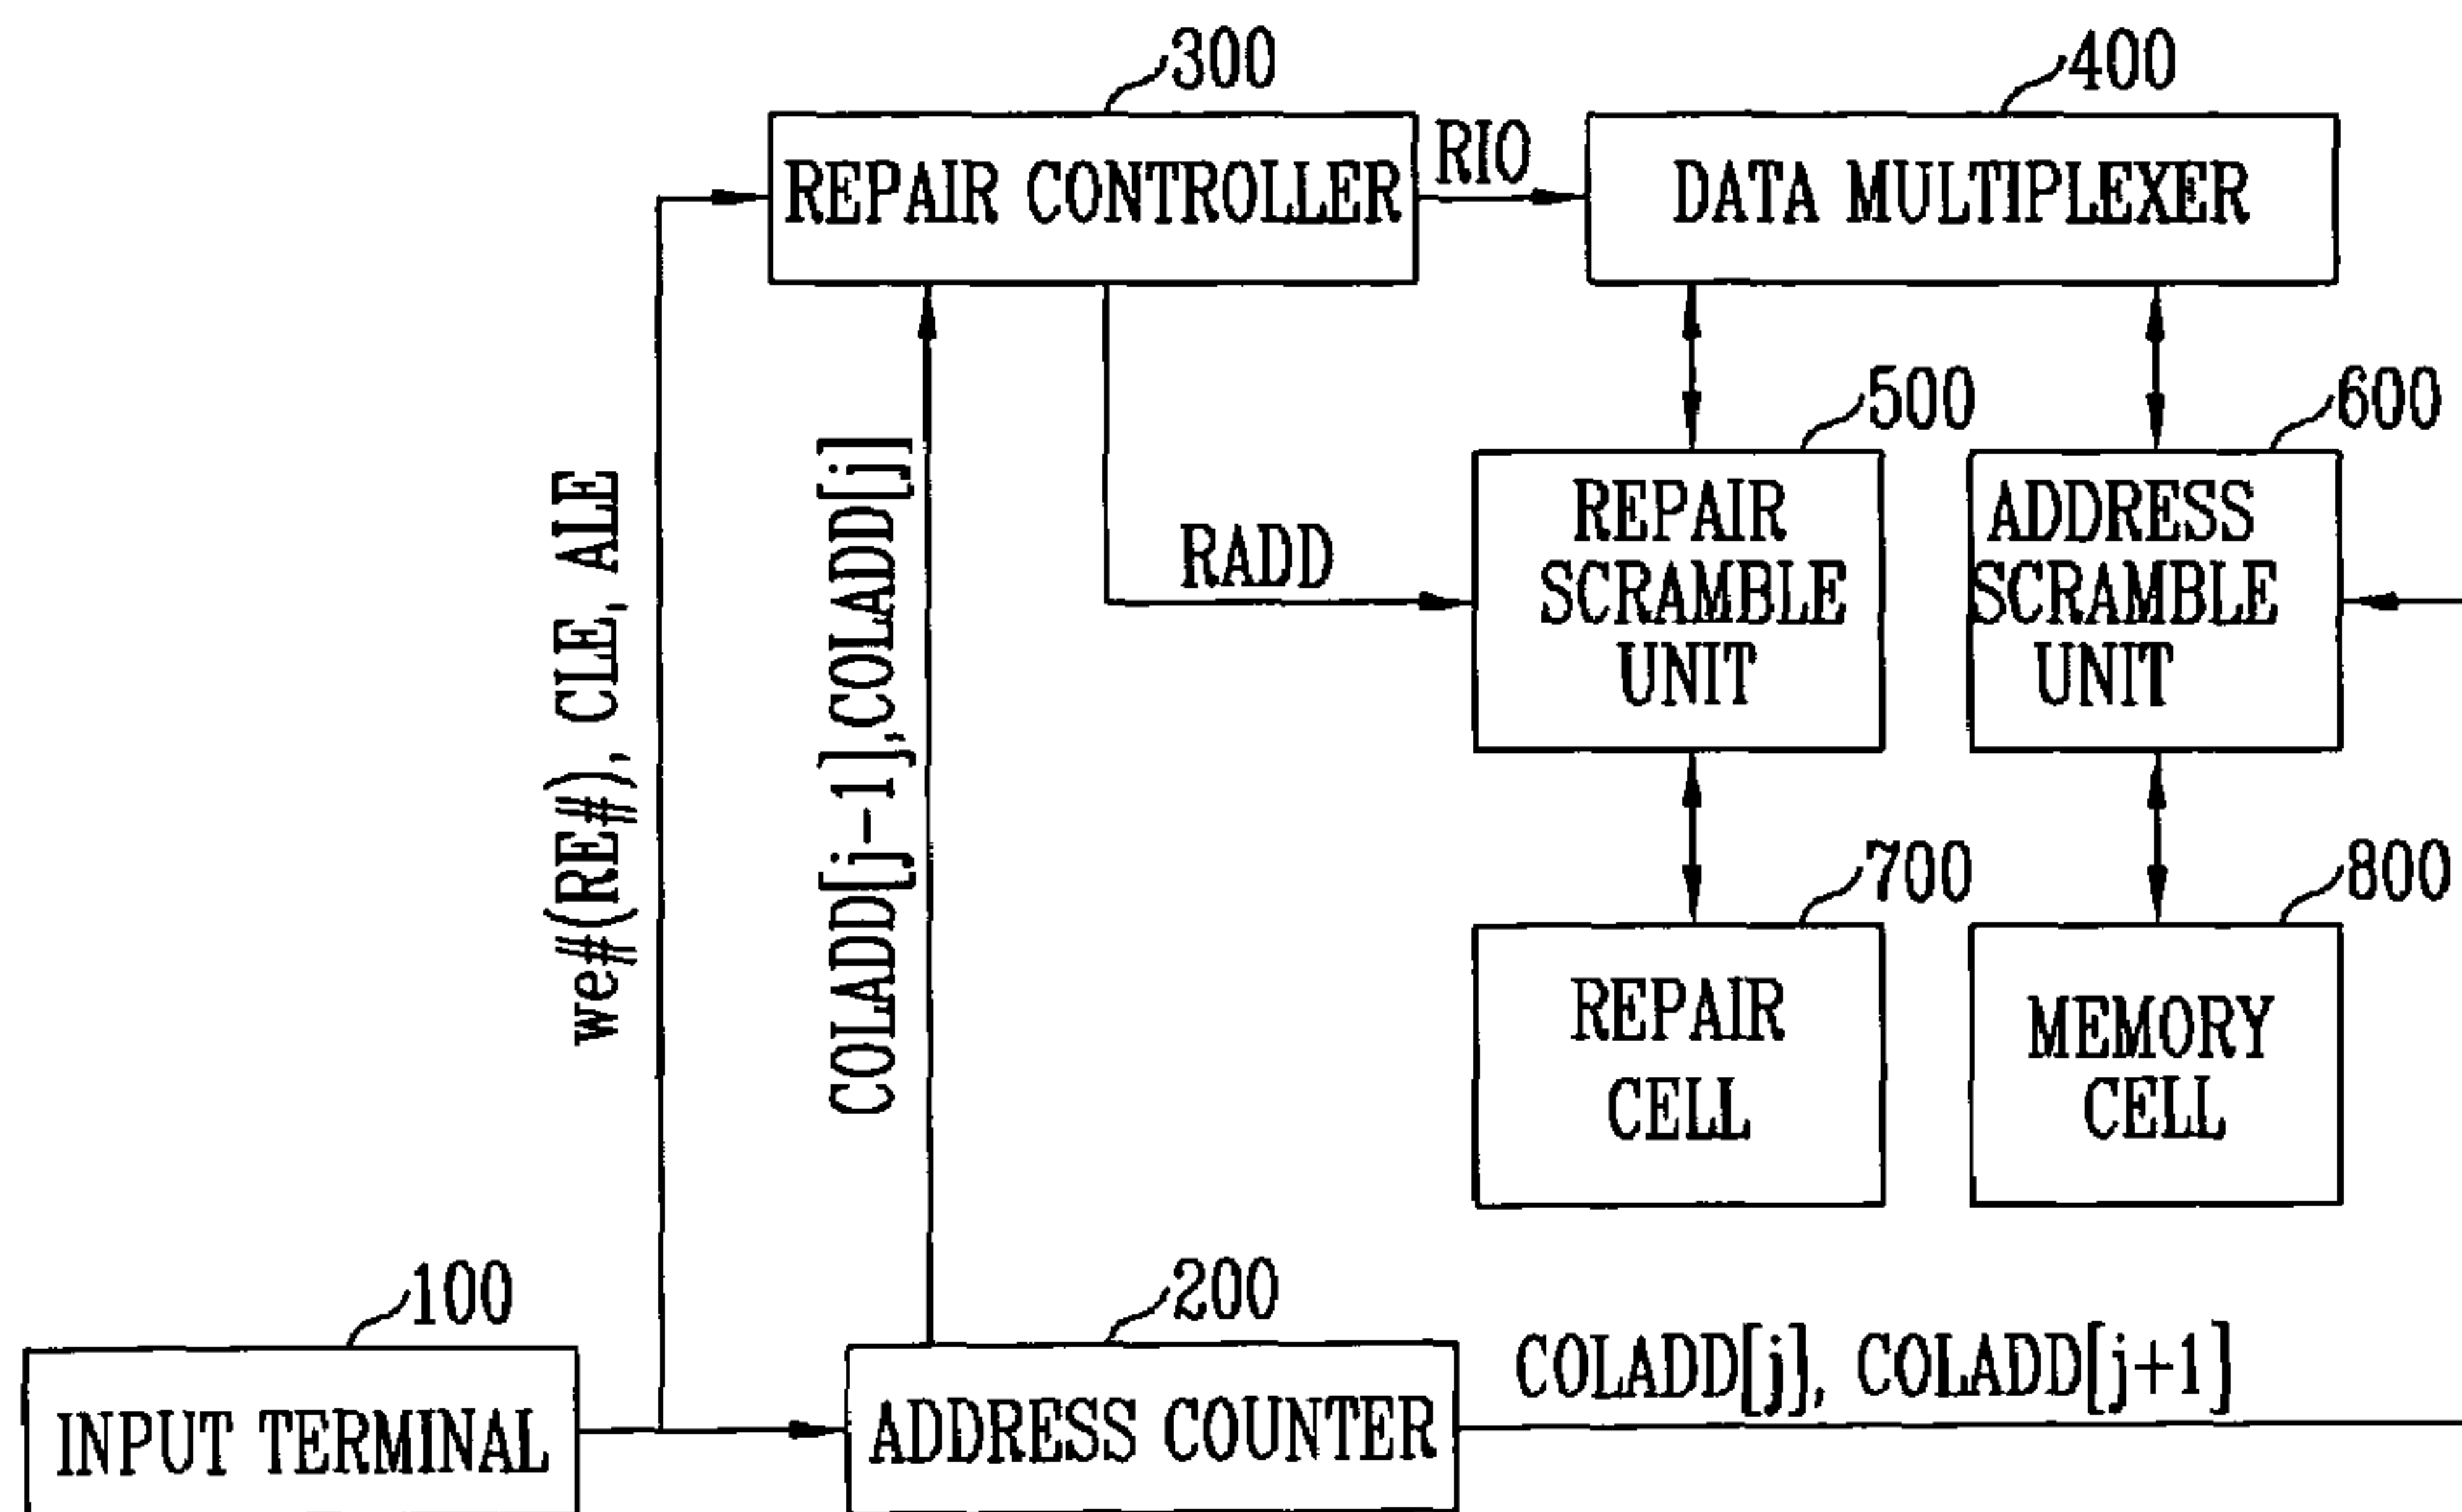 300
400
REPAIR CONTROLLER
RIO
DATA MULTIPLEXER
500
600
REPAIR
SCRAMBLE
UNIT
ADDRESS
SCRAMBLE
UNIT
RADD
we#(RE#), CLE, ALE
COLADD[j-1],COLADD[j]
700
800
REPAIR
CELL
MEMORY
CELL
100
200
INPUT TERMINAL
ADDRESS COUNTER
COLADD[j], COLADD[j+1]